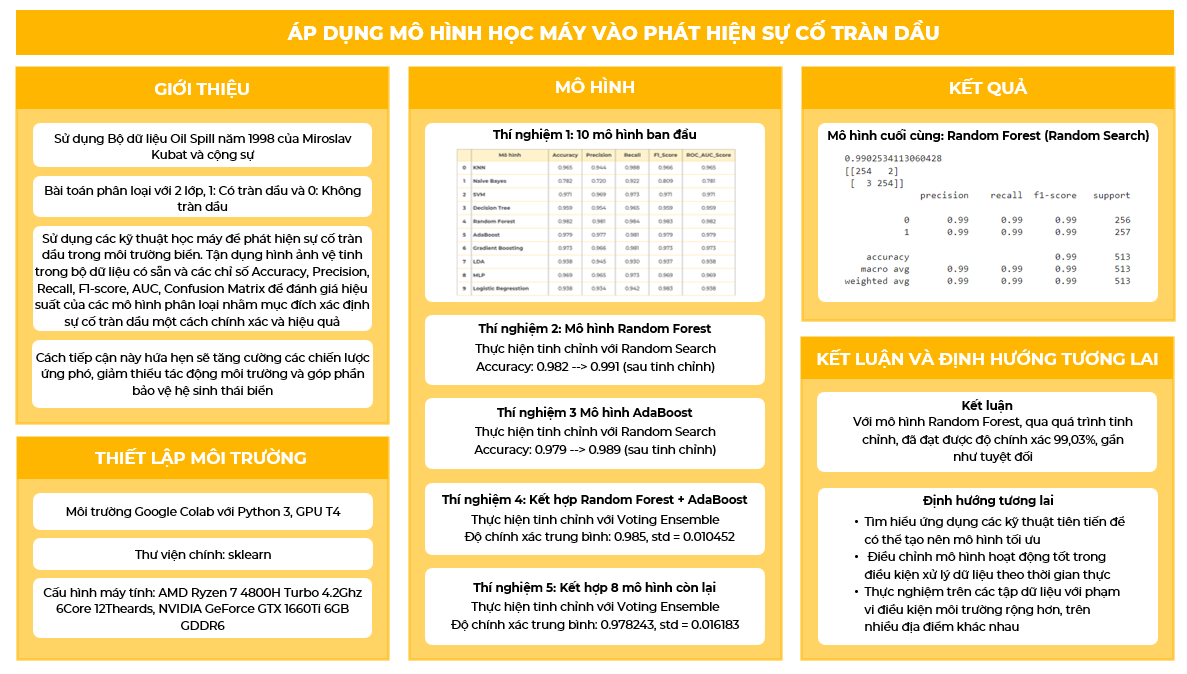 ÁP DỤNG MÔ HÌNH HỌC MÁY VÀO PHÁT HIỆN SỰ CỐ TRÀN DẦU
GIỚI THIỆU
Sử dụng Bộ dữ liệu Oil Spill năm 1998 của Miroslav
Kubat và cộng sự
Bài toán phân loại với 2 lớp, 1: Có tràn dầu và 0: Không
tràn dầu
Sử dụng các kỹ thuật học máy để phát hiện sự cố tràn
dầu trong môi trường biển. Tận dụng hình ảnh vệ tinh
trong bộ dữ liệu có sẵn và các chỉ số Accuracy, Precision,
Recall, F1-score, AUC, Confusion Matrix để đánh giá hiệu
suất của các mô hình phân loại nhằm mục đích xác định
sự cố tràn dầu một cách chính xác và hiệu quả
Cách tiếp cận này hứa hẹn sẽ tăng cường các chiến lược
ứng phó, giảm thiểu tác động môi trường và góp phần
bảo vệ hệ sinh thái biển
THIẾT LẬP MÔI TRƯỜNG
Môi trường Google Colab với Python 3, GPU T4
Thư viện chính: sklearn
Cấu hình máy tính: AMD Ryzen 7 4800H Turbo 4.2Ghz
6Core 12Theards, NVIDIA GeForce GTX 1660Ti 6GB
GDDR6
MÔ HÌNH
Thí nghiệm 1: 10 mô hình ban đầu
Mô hình Accuracy Precision Recall F1_Score ROC_AUC_Score
0 KNN 0.965 0.944 0.988 0.966 0.965
1 Naive Bayes 0.782 0.720 0.922 0.809 0.781
2 SVM 0.971 0.969 0.973 0.971 0.971
3 Decision Tree 0.959 0.954 0.965 0.959 0.959
4 Random Forest 0.982 0.981 0.984 0.983 0.982
5 AdaBoost 0.979 0.977 0.981 0.979 0.979
6 Gradient Boosting 0.973 0.966 0.981 0.973 0.973
7 LDA 0.938 0.945 0.930 0.937 0.938
8 MLP 0.969 0.965 0.973 0.969 0.969
9 Logistic Regresstion 0.938 0.934 0.942 0.983 0.938
Thí nghiệm 2: Mô hình Random Forest
Thực hiện tinh chỉnh với Random Search
Accuracy: 0.982 --> 0.991 (sau tinh chỉnh)
Thí nghiệm 3 Mô hình AdaBoost
Thực hiện tinh chỉnh với Random Search
Accuracy: 0.979 --> 0.989 (sau tinh chỉnh)
Thí nghiệm 4: Kết hợp Random Forest + AdaBoost
Thực hiện tinh chỉnh với Voting Ensemble
Độ chính xác trung bình: 0.985, std = 0.010452
Thí nghiệm 5: Kết hợp 8 mô hình còn lại
Thực hiện tinh chỉnh với Voting Ensemble
Độ chính xác trung bình: 0.978243, std = 0.016183
KẾT QUẢ
Mô hình cuối cùng: Random Forest (Random Search)
0.9902534113060428
[[254 2]
[ 3 254]]
precision recall f1-score support
0 0.99 0.99 0.99 256
1 0.99 0.99 0.99 257
accuracy 0.99 513
macro avg 0.99 0.99 0.99 513
weighted avg 0.99 0.99 0.99 513
KẾT LUẬN VÀ ĐỊNH HƯỚNG TƯƠNG LAI
Kết luận
Với mô hình Random Forest, qua quá trình tinh
chỉnh, đã đạt được độ chính xác 99,03%, gần
như tuyệt đối
Định hướng tương lai
• Tìm hiểu ứng dụng các kỹ thuật tiên tiến để
có thể tạo nên mô hình tối ưu
• Điều chỉnh mô hình hoạt động tốt trong
điều kiện xử lý dữ liệu theo thời gian thực
• Thực nghiệm trên các tập dữ liệu với phạm
vi điều kiện môi trường rộng hơn, trên
nhiều địa điểm khác nhau